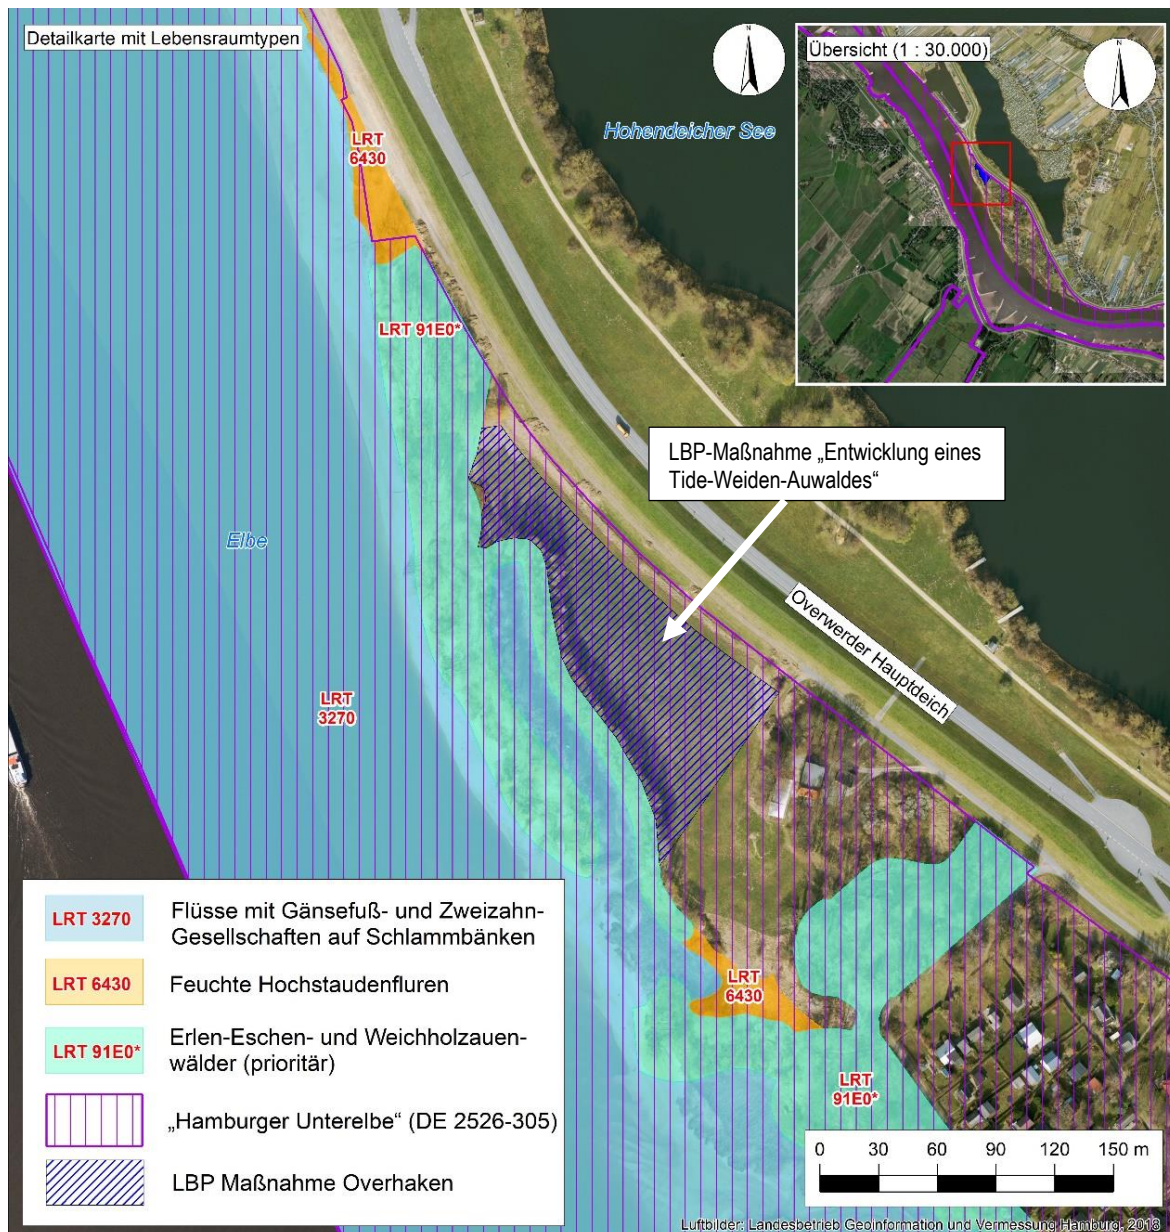 Detailkarte mit Lebensraumtypen
N
Hohendeicher See
Übersicht (1 : 30.000)
N
LRT
6430
LRT 91E0*
LBP-Maßnahme „Entwicklung eines
Tide-Weiden-Auwaldes“
Elbe
Overwerder Hauptdeich
LRT
3270
LRT
6430
LRT
91E0*
LRT 3270 Flüsse mit Gänsefuß- und Zweizahn-
Gesellschaften auf Schlammbänken
LRT 6430 Feuchte Hochstaudenfluren
LRT 91E0* Erlen-Eschen- und Weichholzauen-
wälder (prioritär)
„Hamburger Unterelbe“ (DE 2526-305)
LBP Maßnahme Overhaken
0 30 60 90 120 150 m
Luftbilder: Landesbetrieb Geoinformation und Vermessung Hamburg, 2018